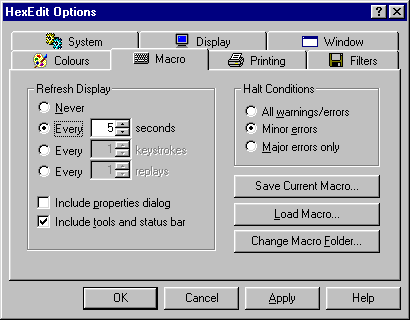 HexEdit Options
System Display Window
Colours Macro Printing Filters
Refresh Display
Never
Every 5 seconds
Every 1 keystrokes
Every 1 replays
Include properties dialog
Include tools and status bar
Halt Conditions
All warnings/errors
Minor errors
Major errors only
Save Current Macro...
Load Macro...
Change Macro Folder...
OK Cancel Apply Help